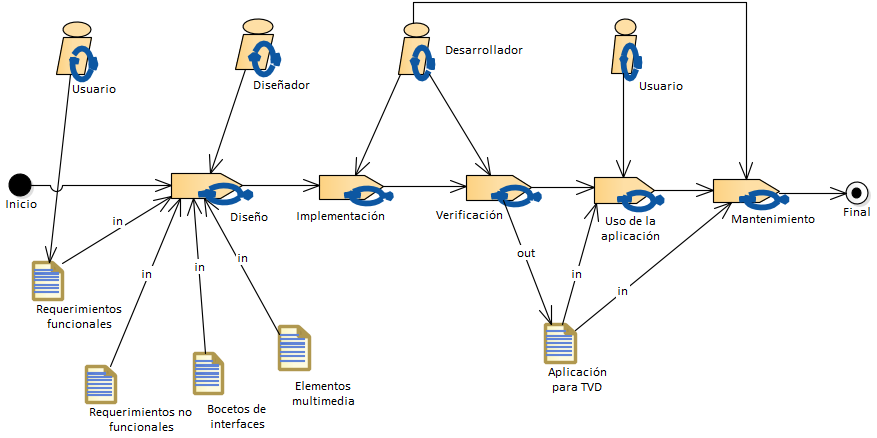 Usuario
Diseñador
Desarrollador
Usuario
Inicio
Diseño
Implementación
Verificación
Uso de la
aplicación
Mantenimiento
Final
in
in
in
in
out
in
in
Requerimientos
funcionales
Requerimientos no
funcionales
Bocetos de
interfaces
Elementos
multimedia
Aplicación
para TVD